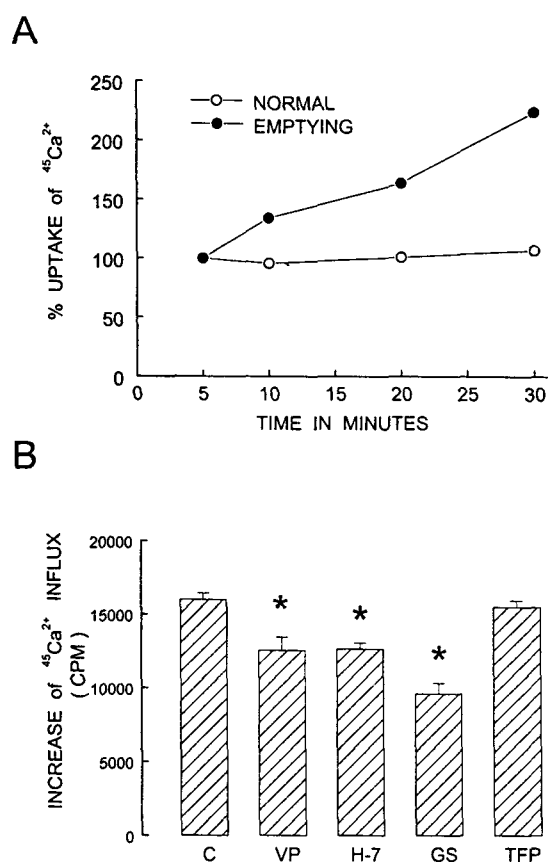 A
% UPTAKE of ⁴⁵Ca²⁺
250
200
150
100
50
0
NORMAL
EMPTYING
0 5 10 15 20 25 30
TIME IN MINUTES
B
INCREASE of ⁴⁵Ca²⁺ INFLUX
(CPM)
20000
15000
10000
5000
0
* * *
C VP H-7 GS TFP